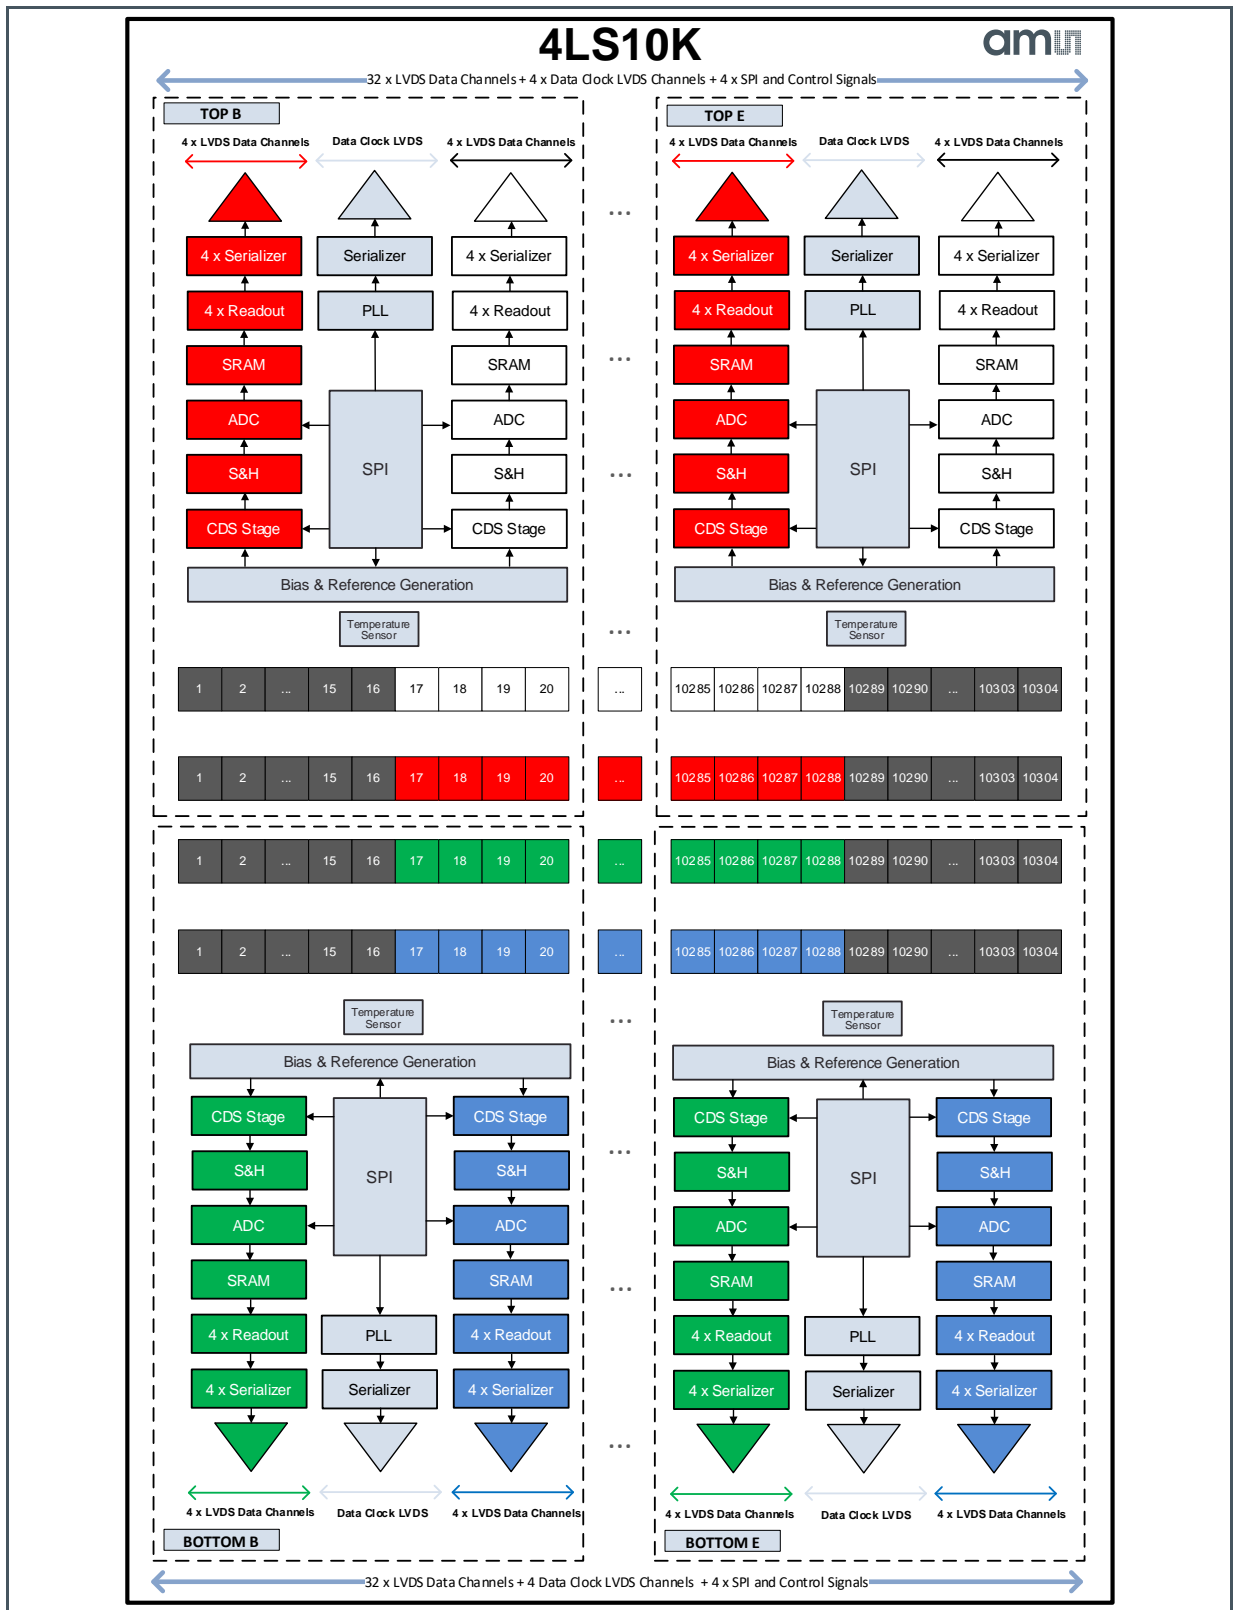 4LS10K
amu
32 x LVDS Data Channels + 4 x Data Clock LVDS Channels + 4 x SPI and Control Signals
TOP B
TOP E
4 x LVDS Data Channels
Data Clock LVDS
4 x LVDS Data Channels
4 x LVDS Data Channels
Data Clock LVDS
4 x LVDS Data Channels
...
4 x Serializer
Serializer
4 x Serializer
4 x Serializer
Serializer
4 x Serializer
4 x Readout
PLL
4 x Readout
4 x Readout
PLL
4 x Readout
SRAM
SRAM
...
SRAM
SRAM
ADC
ADC
ADC
ADC
S&H
SPI
S&H
...
S&H
SPI
S&H
CDS Stage
CDS Stage
CDS Stage
CDS Stage
Bias & Reference Generation
Bias & Reference Generation
Temperature
Sensor
...
Temperature
Sensor
1 2 ... 15 16 17 18 19 20 ... 10285 10286 10287 10288 10289 10290 ... 10303 10304
1 2 ... 15 16 17 18 19 20 ... 10285 10286 10287 10288 10289 10290 ... 10303 10304
1 2 ... 15 16 17 18 19 20 ... 10285 10286 10287 10288 10289 10290 ... 10303 10304
1 2 ... 15 16 17 18 19 20 ... 10285 10286 10287 10288 10289 10290 ... 10303 10304
Temperature
Sensor
...
Temperature
Sensor
Bias & Reference Generation
Bias & Reference Generation
CDS Stage
CDS Stage
CDS Stage
CDS Stage
S&H
SPI
S&H
...
S&H
SPI
S&H
ADC
ADC
ADC
ADC
SRAM
SRAM
...
SRAM
SRAM
4 x Readout
PLL
4 x Readout
4 x Readout
PLL
4 x Readout
4 x Serializer
Serializer
4 x Serializer
4 x Serializer
Serializer
4 x Serializer
...
4 x LVDS Data Channels
Data Clock LVDS
4 x LVDS Data Channels
4 x LVDS Data Channels
Data Clock LVDS
4 x LVDS Data Channels
BOTTOM B
BOTTOM E
32 x LVDS Data Channels + 4 Data Clock LVDS Channels + 4 x SPI and Control Signals